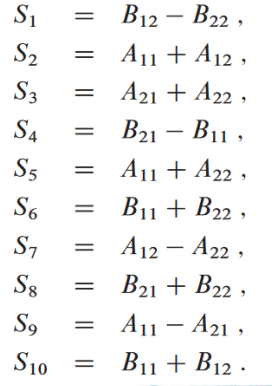 S₁ = B₁₂ − B₂₂ ,
S₂ = A₁₁ + A₁₂ ,
S₃ = A₂₁ + A₂₂ ,
S₄ = B₂₁ − B₁₁ ,
S₅ = A₁₁ + A₂₂ ,
S₆ = B₁₁ + B₂₂ ,
S₇ = A₁₂ − A₂₂ ,
S₈ = B₂₁ + B₂₂ ,
S₉ = A₁₁ − A₂₁ ,
S₁₀ = B₁₁ + B₁₂ .